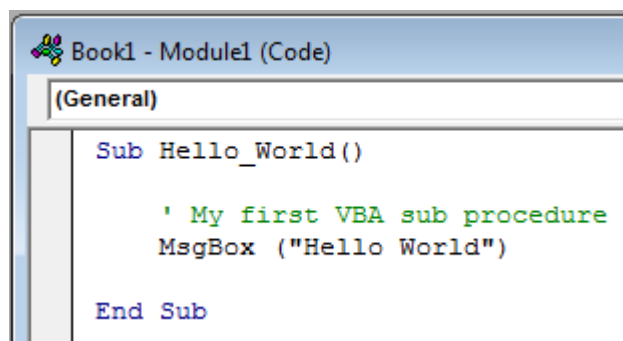 Book1 - Module1 (Code)
(General)
Sub Hello_World()
' My first VBA sub procedure
MsgBox ("Hello World")
End Sub